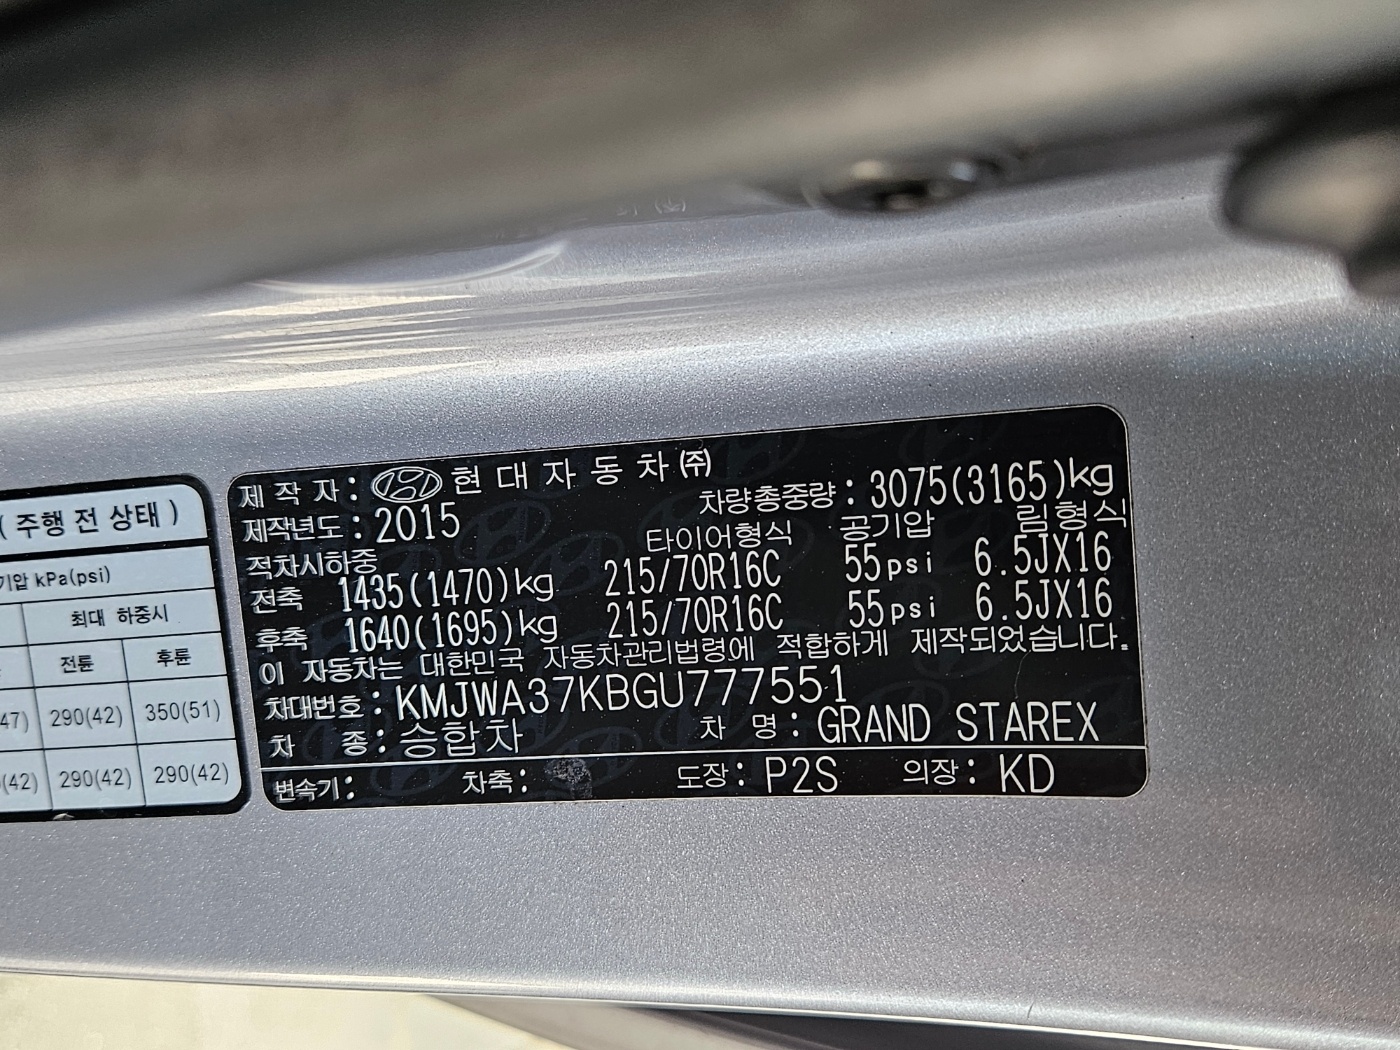 ( 주행 전 상태 )
기압 kPa(psi)
최대 하중시
전륜 후륜
47) 290(42) 350(51)
(42) 290(42) 290(42)
제 작 자 : 현 대 자 동 차 ㈜
제작년도 : 2015 차량총중량 : 3075(3165)kg
적차시하중 타이어형식 공기압 림형식
전축 1435(1470)kg 215/70R16C 55psi 6.5JX16
후축 1640(1695)kg 215/70R16C 55psi 6.5JX16
이 자동차는 대한민국 자동차관리법령에 적합하게 제작되었습니다.
차대번호 : KMJWA37KBGU777551
차 종 : 승합차 차 명 : GRAND STAREX
변속기 : 차축 : 도장 : P2S 의장 : KD